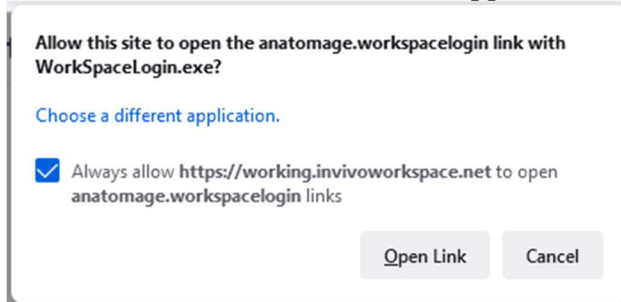 Allow this site to open the anatomage.workspacelogin link with
WorkSpaceLogin.exe?
Choose a different application.
Always allow https://working.invivoworkspace.net to open
anatomage.workspacelogin links
Open Link
Cancel